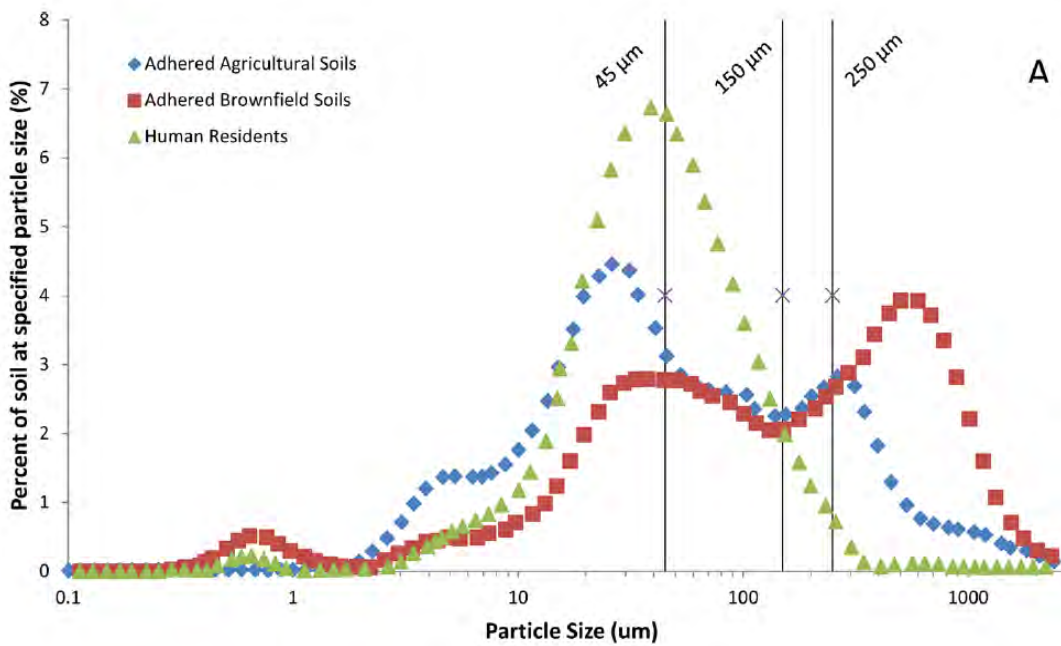 8
7
6
5
4
3
2
1
0
Percent of soil at specified particle size (%)
Adhered Agricultural Soils
Adhered Brownfield Soils
Human Residents
45 μm
150 μm
250 μm
A
0.1
1
10
100
1000
Particle Size (um)